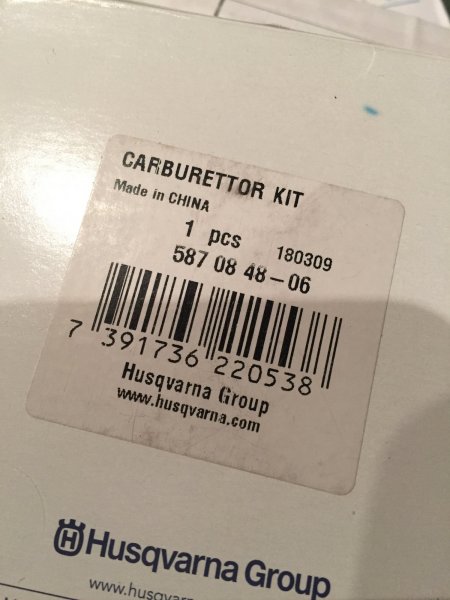 CARBURETTOR KIT
Made in CHINA
1 pcs 180309
587 08 48-06
7 391736 220538
Husqvarna Group
www.husqvarna.com
Husqvarna Group